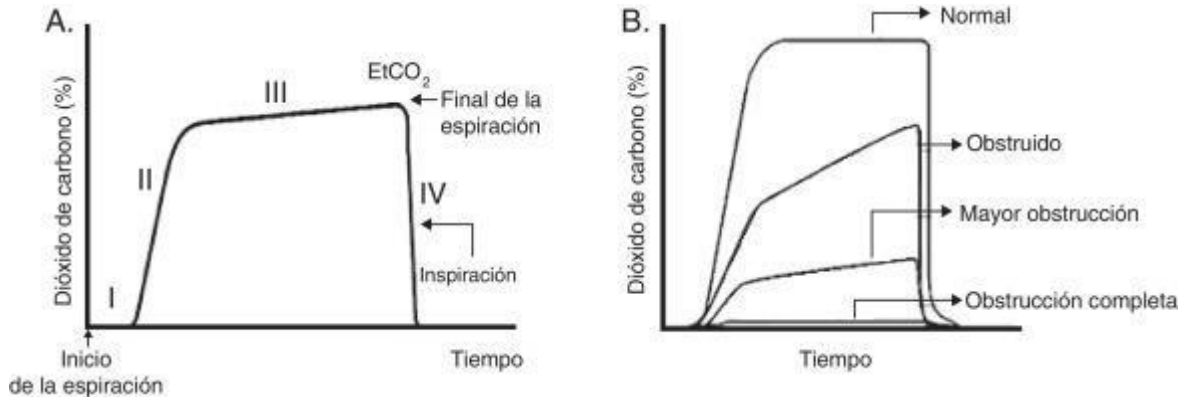 A.
Dióxido de carbono (%)
I
II
III
EtCO2
Final de la
espiración
IV
Inspiración
Inicio
de la espiración
Tiempo
B.
Dióxido de carbono (%)
Normal
Obstruido
Mayor obstrucción
Obstrucción completa
Tiempo